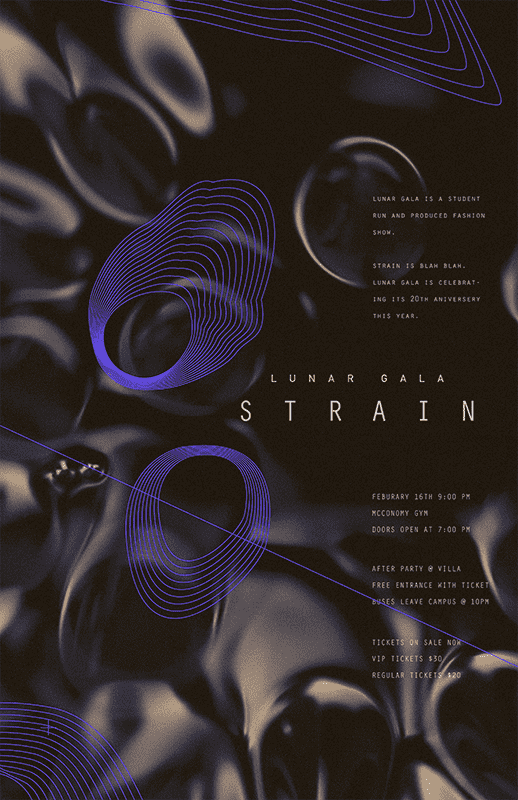 LUNAR GALA IS A STUDENT
RUN AND PRODUCED FASHION
SHOW.
STRAIN IS BLAH BLAH.
LUNAR GALA IS CELEBRAT-
ING ITS 20TH ANIVERSERY
THIS YEAR.
LUNAR GALA
STRAIN
FEBURARY 16TH 9:00 PM
MCCONOMY GYM
DOORS OPEN AT 7:00 PM
AFTER PARTY @ VILLA
FREE ENTRANCE WITH TICKET
BUSES LEAVE CAMPUS @ 10PM
TICKETS ON SALE NOW
VIP TICKETS $30
REGULAR TICKETS $20